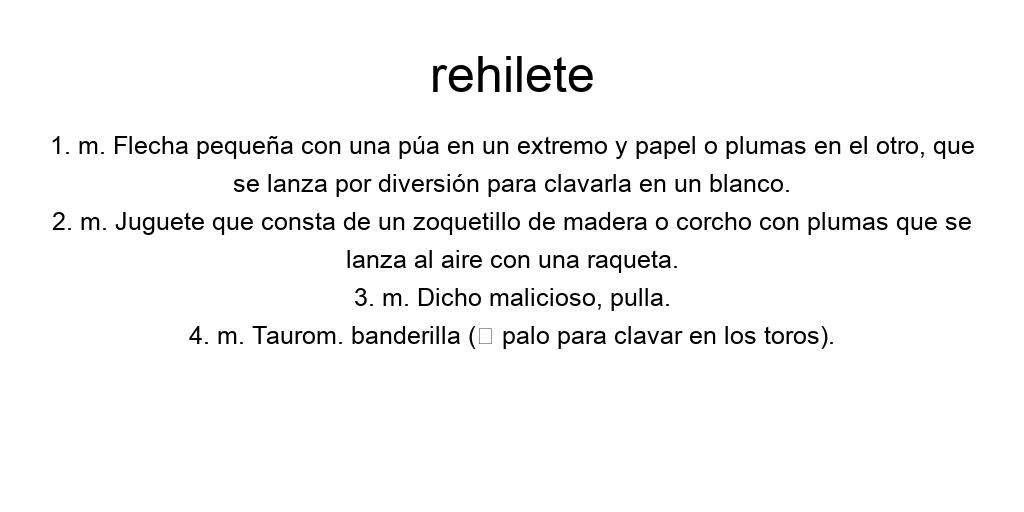 rehilete
1. m. Flecha pequeña con una púa en un extremo y papel o plumas en el otro, que
se lanza por diversión para clavarla en un blanco.
2. m. Juguete que consta de un zoquetillo de madera o corcho con plumas que se
lanza al aire con una raqueta.
3. m. Dicho malicioso, pulla.
4. m. Taurom. banderilla (▯ palo para clavar en los toros).